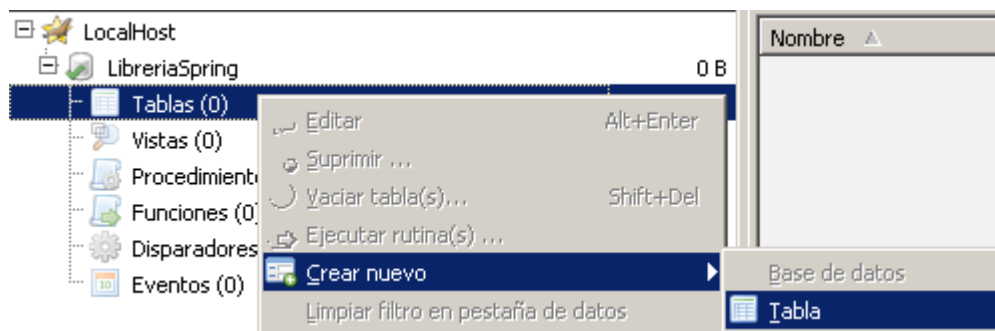 LocalHost
Nombre
LibreriaSpring 0 B
Tablas (0)
Vistas (0)
Procedimient
Funciones (0)
Disparadores
Eventos (0)
Editar Alt+Enter
Suprimir ...
Vaciar tabla(s)... Shift+Del
Ejecutar rutina(s) ...
Crear nuevo
Limpiar filtro en pestaña de datos
Base de datos
Tabla